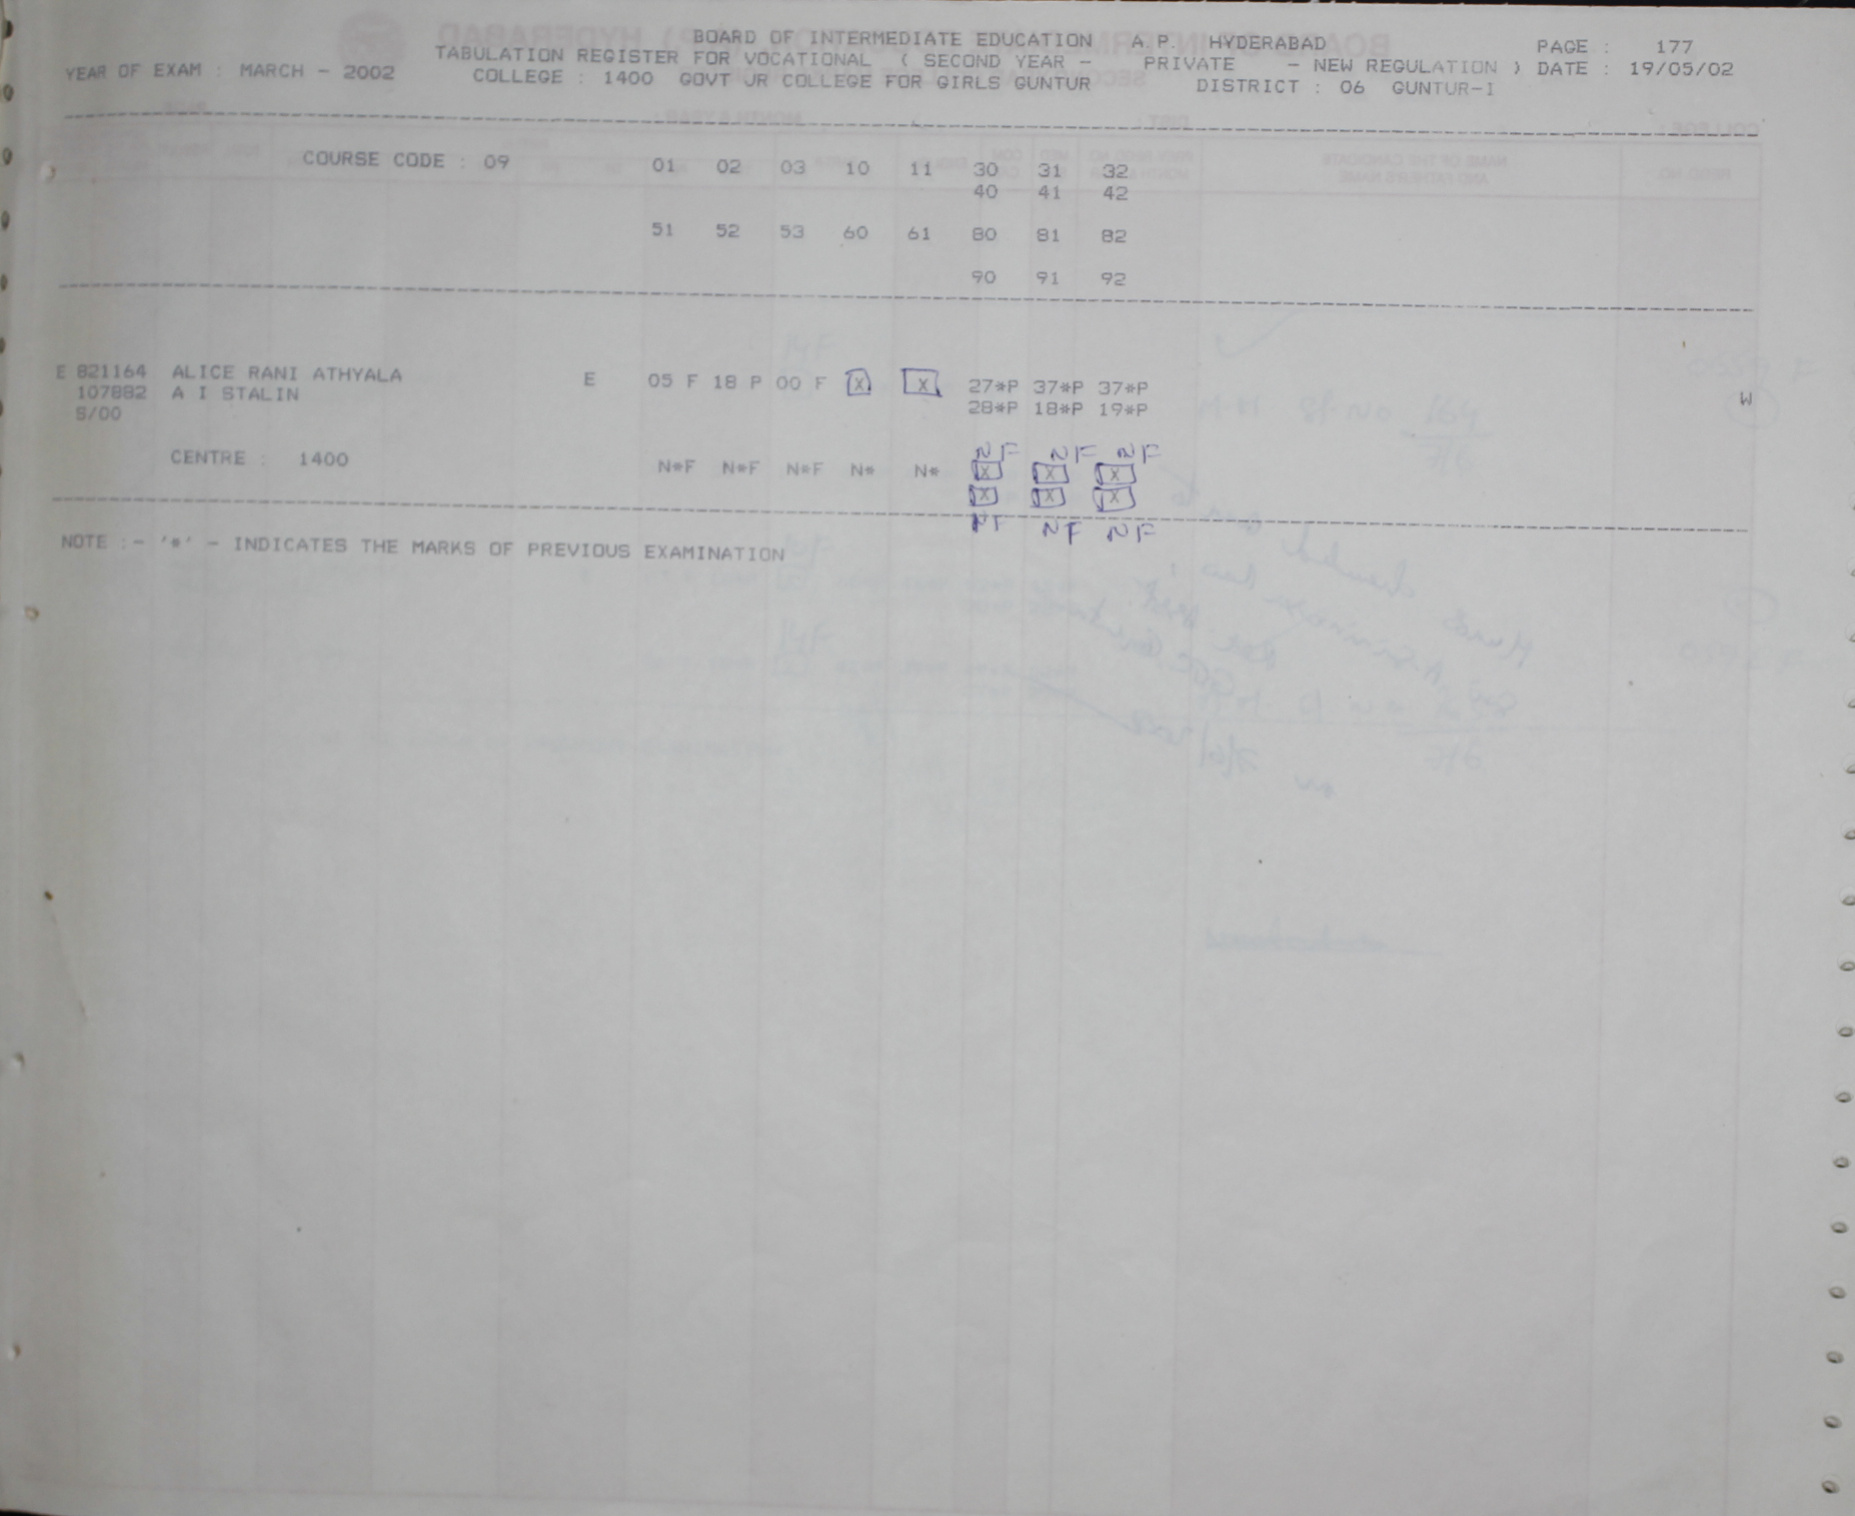 BOARD OF INTERMEDIATE EDUCATION A.P. HYDERABAD PAGE : 177
TABULATION REGISTER FOR VOCATIONAL ( SECOND YEAR - PRIVATE - NEW REGULATION ) DATE : 19/05/02
YEAR OF EXAM : MARCH - 2002 COLLEGE : 1400 GOVT JR COLLEGE FOR GIRLS GUNTUR DISTRICT : 06 GUNTUR-I
COURSE CODE : 09 01 02 03 10 11 30 31 32
40 41 42
51 52 53 60 61 80 81 82
90 91 92
E 821164 ALICE RANI ATHYALA E 05 F 18 P 00 F X X 27*P 37*P 37*P
107882 A I STALIN 28*P 18*P 19*P W
S/00
NF NF NF
CENTRE : 1400 N*F N*F N*F N* N* X X X
X X X
NF NF NF
NOTE :- '*' - INDICATES THE MARKS OF PREVIOUS EXAMINATION